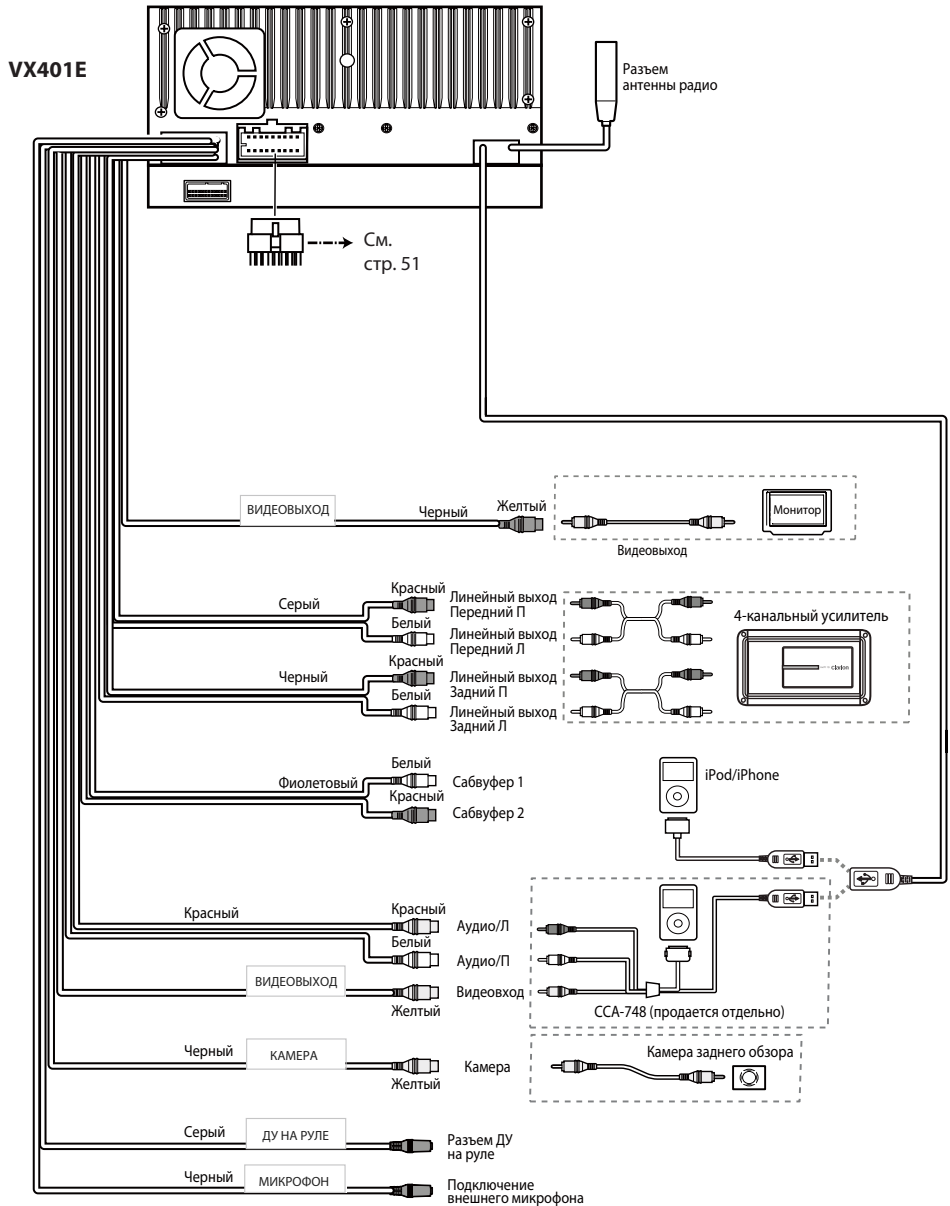 VX401E
Разъем
антенны радио
См.
стр. 51
ВИДЕОВЫХОД
Черный
Желтый
Видеовыход
Монитор
Серый
Красный
Линейный выход
Передний П
Белый
Линейный выход
Передний Л
4-канальный усилитель
clarion
Черный
Красный
Линейный выход
Задний П
Белый
Линейный выход
Задний Л
Фиолетовый
Белый
Сабвуфер 1
Красный
Сабвуфер 2
iPod/iPhone
Красный
Красный
Аудио/Л
Белый
Аудио/П
ВИДЕОВЫХОД
Видеовход
Желтый
CCA-748 (продается отдельно)
Черный
КАМЕРА
Камера
Желтый
Камера заднего обзора
Серый
ДУ НА РУЛЕ
Разъем ДУ
на руле
Черный
МИКРОФОН
Подключение
внешнего микрофона